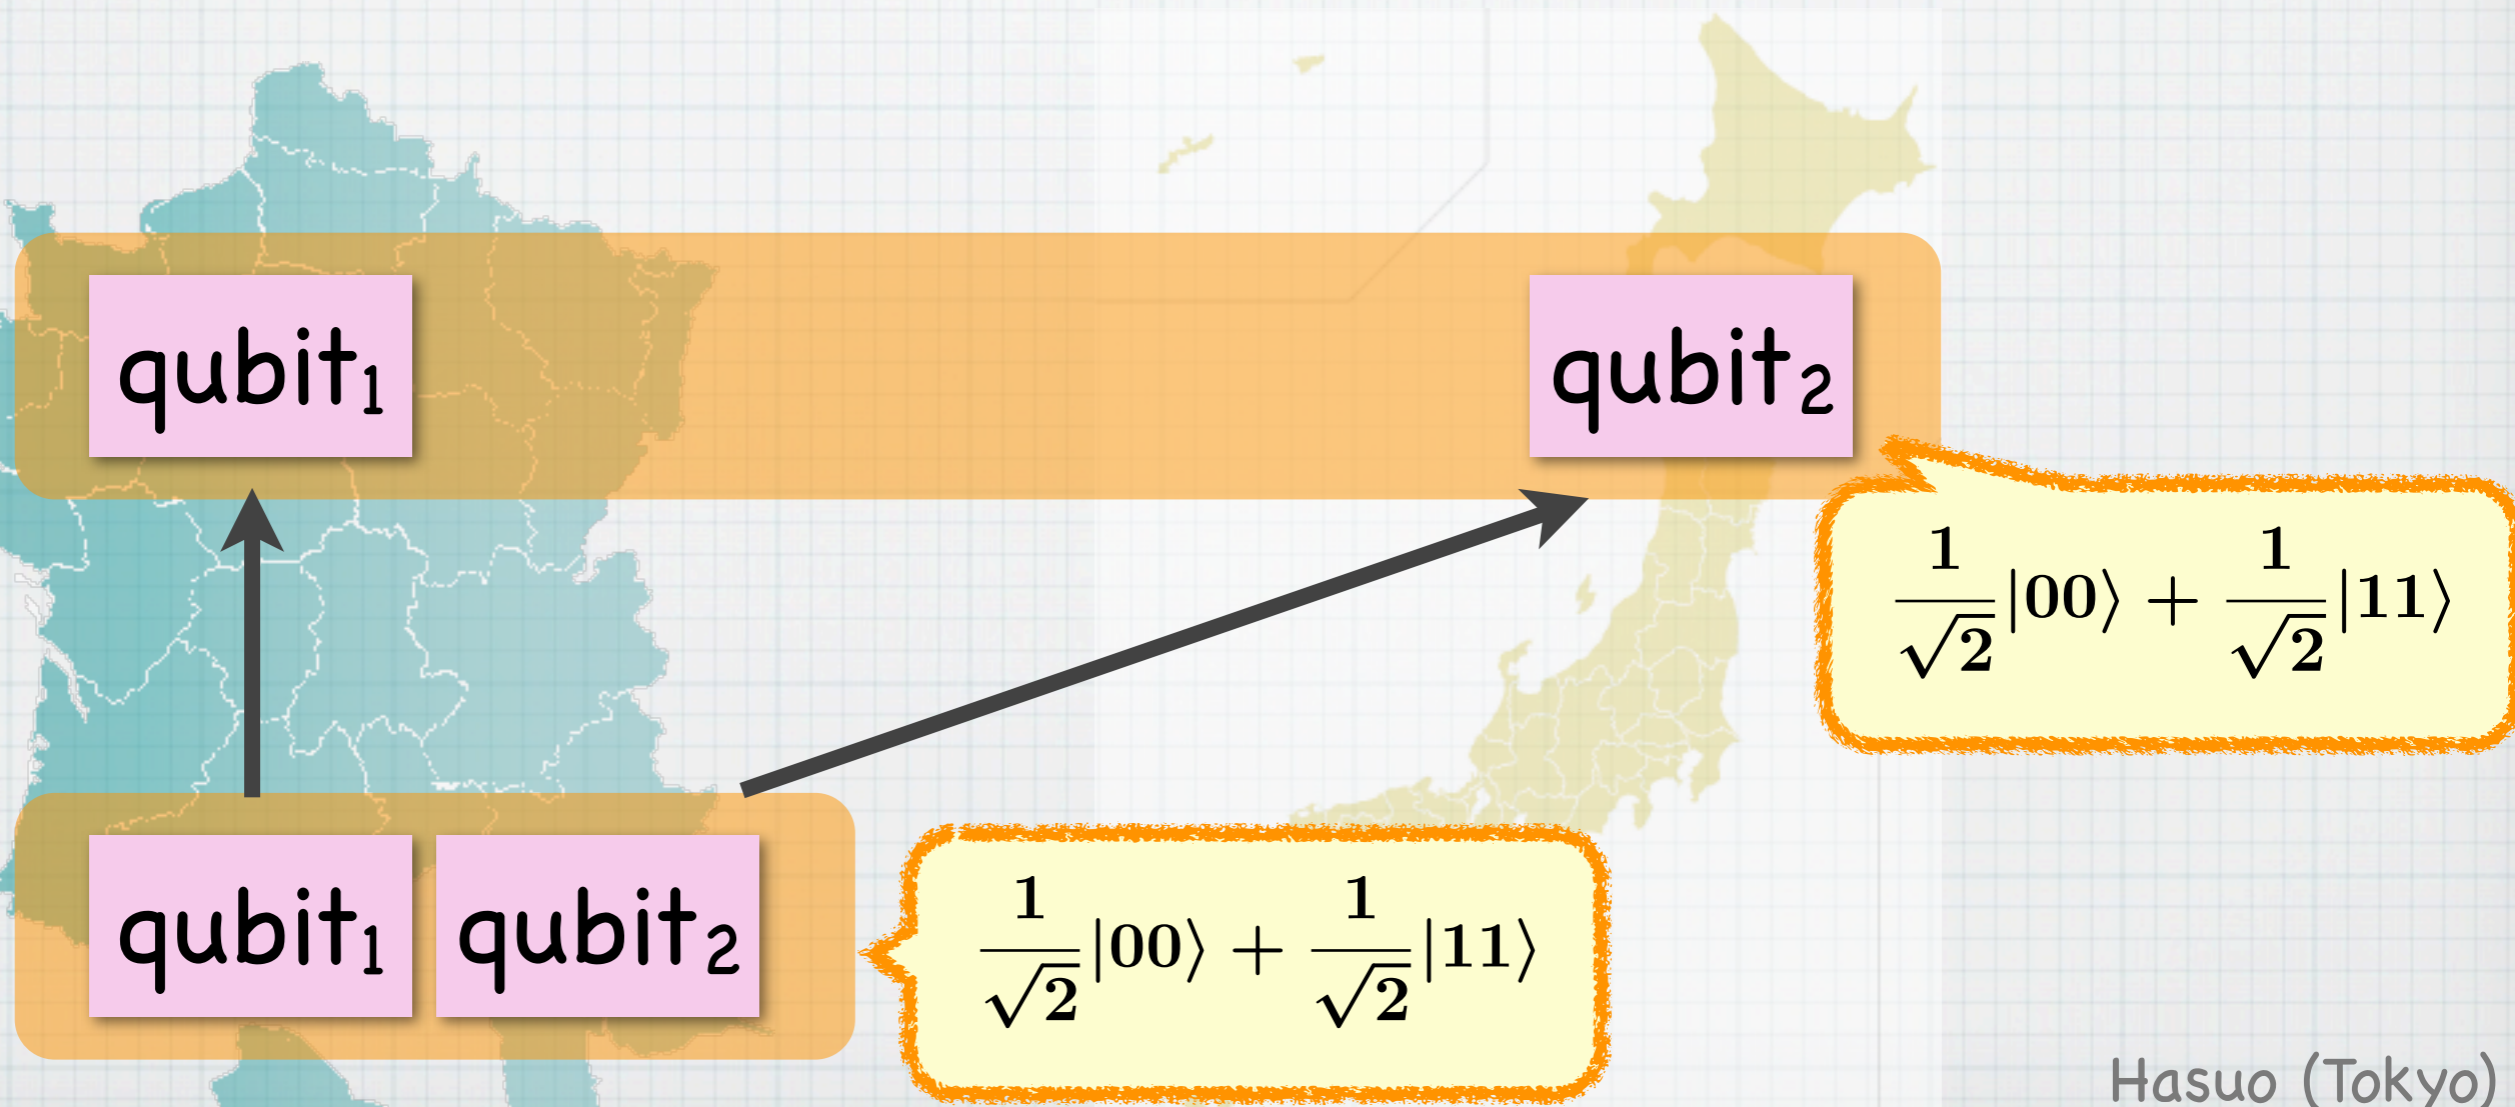 qubit₁
qubit₂
1/√2|00⟩ + 1/√2|11⟩
qubit₁ qubit₂
1/√2|00⟩ + 1/√2|11⟩
Hasuo (Tokyo)